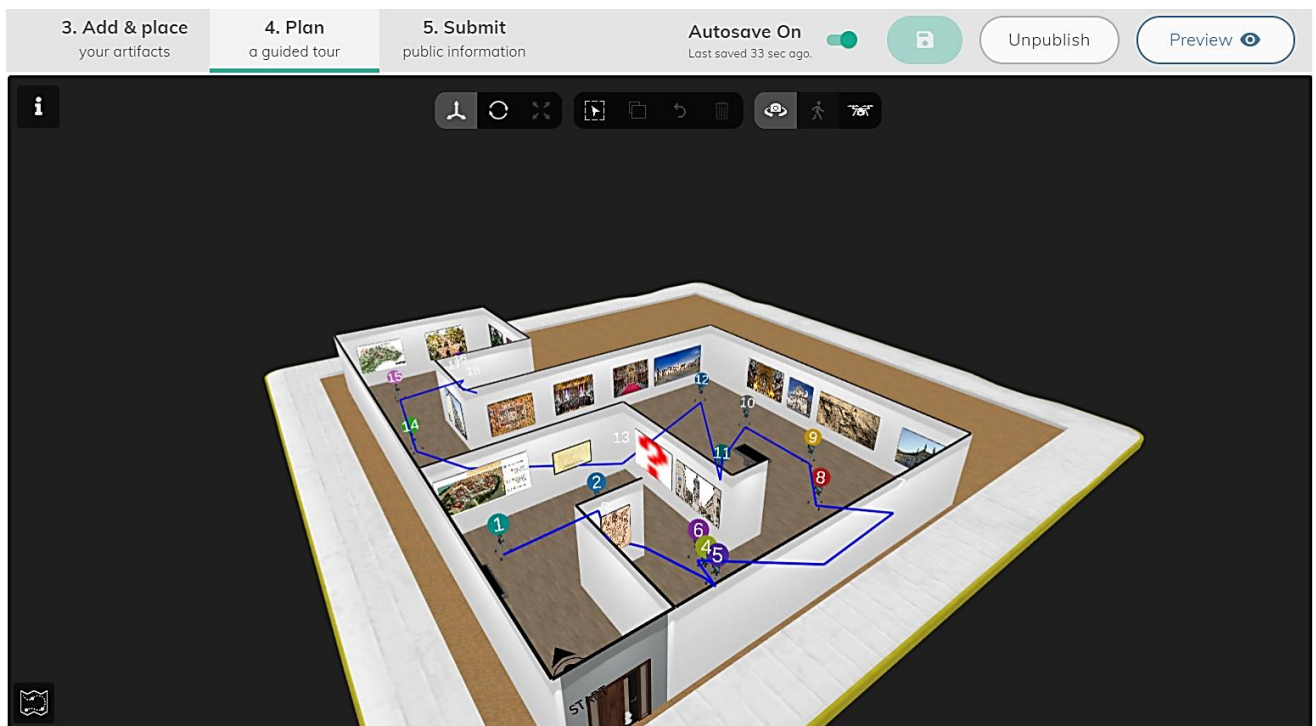 3. Add & place
your artifacts
4. Plan
a guided tour
5. Submit
public information
Autosave On
Last saved 33 sec ago.
Unpublish
Preview
i
15
18
14
12
10
13
11
9
8
2
1
6
4
5
?
START